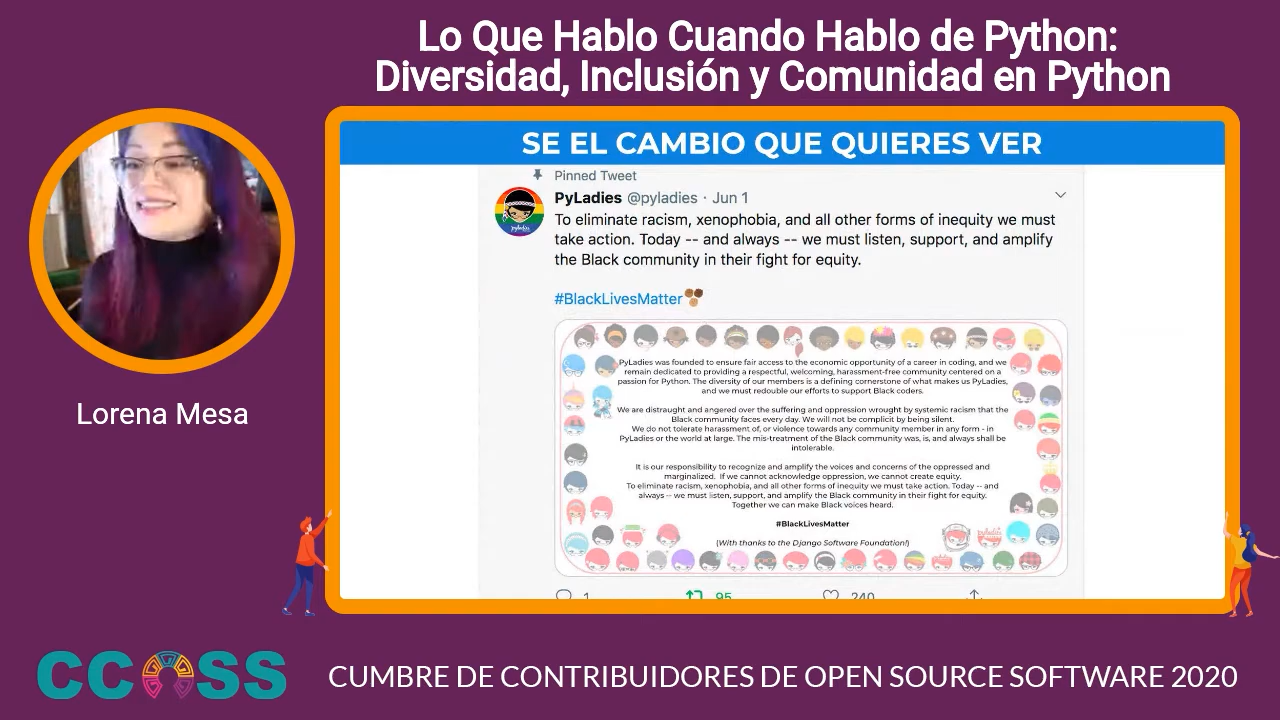 Lo Que Hablo Cuando Hablo de Python:
Diversidad, Inclusión y Comunidad en Python
SE EL CAMBIO QUE QUIERES VER
Pinned Tweet
PyLadies @pyladies · Jun 1
To eliminate racism, xenophobia, and all other forms of inequity we must
take action. Today -- and always -- we must listen, support, and amplify
the Black community in their fight for equity.
#BlackLivesMatter
PyLadies was founded to ensure fair access to the economic opportunity of a career in coding, and we
remain dedicated to providing a respectful, welcoming, harassment-free community centered on a
passion for Python. The diversity of our members is a defining cornerstone of what makes us PyLadies,
and we must redouble our efforts to support Black coders.
We are distraught and angered over the suffering and oppression wrought by systemic racism that the
Black community faces every day. We will not be complicit by being silent.
We do not tolerate harassment of, or violence towards any community member in any form - in
PyLadies or the world at large. The mis-treatment of the Black community was, is, and always shall be
intolerable.
It is our responsibility to recognize and amplify the voices and concerns of the oppressed and
marginalized. If we cannot acknowledge oppression, we cannot create equity.
To eliminate racism, xenophobia, and all other forms of inequity we must take action. Today -- and
always -- we must listen, support, and amplify the Black community in their fight for equity.
Together we can make Black voices heard.
#BlackLivesMatter
(With thanks to the Django Software Foundation!)
1 95 240
Lorena Mesa
CCOSS
CUMBRE DE CONTRIBUIDORES DE OPEN SOURCE SOFTWARE 2020